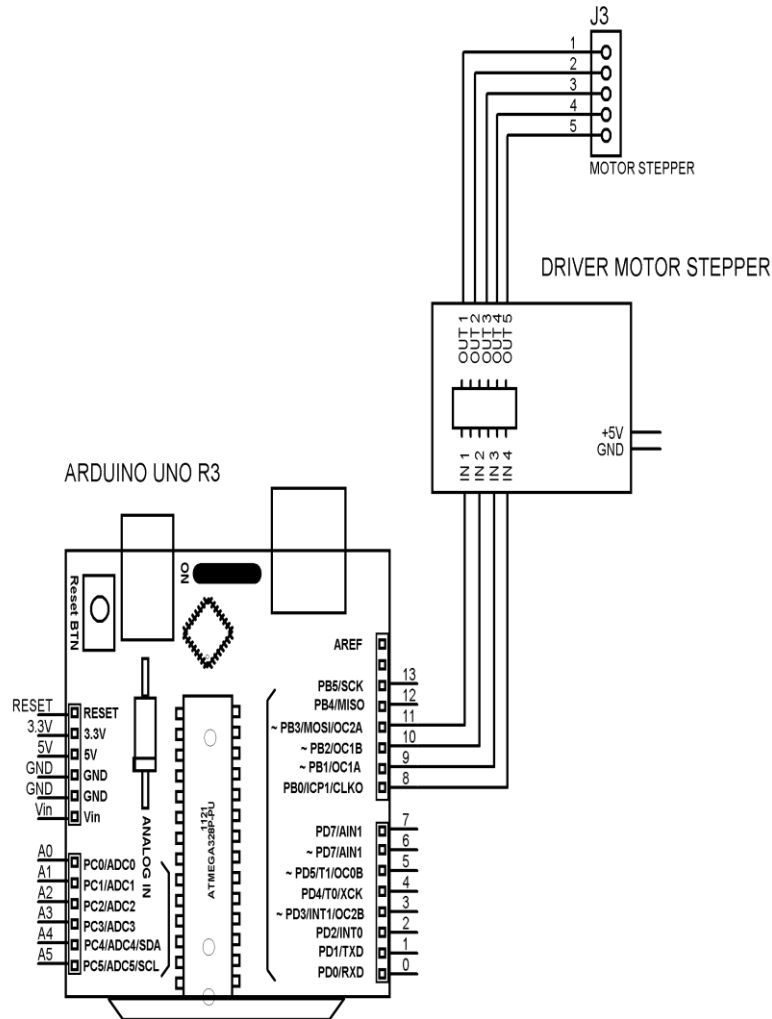 J3
1
2
3
4
5
MOTOR STEPPER
DRIVER MOTOR STEPPER
OUT 1
OUT 2
OUT 3
OUT 4
OUT 5
+5V
GND
IN 1
IN 2
IN 3
IN 4
ARDUINO UNO R3
Reset BTN
ON
AREF
PB5/SCK 13
PB4/MISO 12
~ PB3/MOSI/OC2A 11
~ PB2/OC1B 10
~ PB1/OC1A 9
PB0/ICP1/CLKO 8
RESET RESET
3.3V 3.3V
5V 5V
GND GND
GND GND
Vin Vin
ANALOG IN
1121
ATMEGA328P-PU
A0 PC0/ADC0
A1 PC1/ADC1
A2 PC2/ADC2
A3 PC3/ADC3
A4 PC4/ADC4/SDA
A5 PC5/ADC5/SCL
PD7/AIN1 7
~ PD7/AIN1 6
~ PD5/T1/OC0B 5
PD4/T0/XCK 4
~ PD3/INT1/OC2B 3
PD2/INT0 2
PD1/TXD 1
PD0/RXD 0